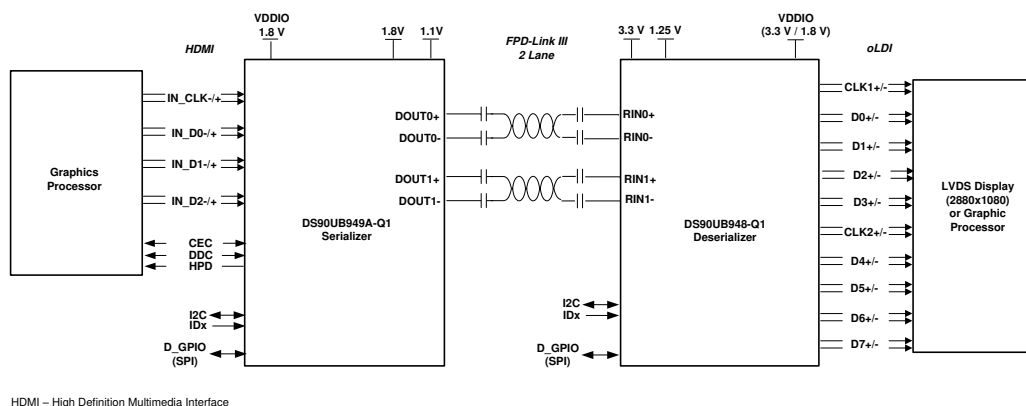 VDDIO
1.8 V
1.8V
1.1V
HDMI
FPD-Link III
2 Lane
3.3 V
1.25 V
VDDIO
(3.3 V / 1.8 V)
oLDI
Graphics
Processor
IN_CLK-/+
IN_D0-/+
IN_D1-/+
IN_D2-/+
CEC
DDC
HPD
I2C
IDx
D_GPIO
(SPI)
DOUT0+
DOUT0-
DOUT1+
DOUT1-
DS90UB949A-Q1
Serializer
RIN0+
RIN0-
RIN1+
RIN1-
DS90UB948-Q1
Deserializer
I2C
IDx
D_GPIO
(SPI)
CLK1+/-
D0+/-
D1+/-
D2+/-
D3+/-
CLK2+/-
D4+/-
D5+/-
D6+/-
D7+/-
LVDS Display
(2880x1080)
or Graphic
Processor
HDMI – High Definition Multimedia Interface